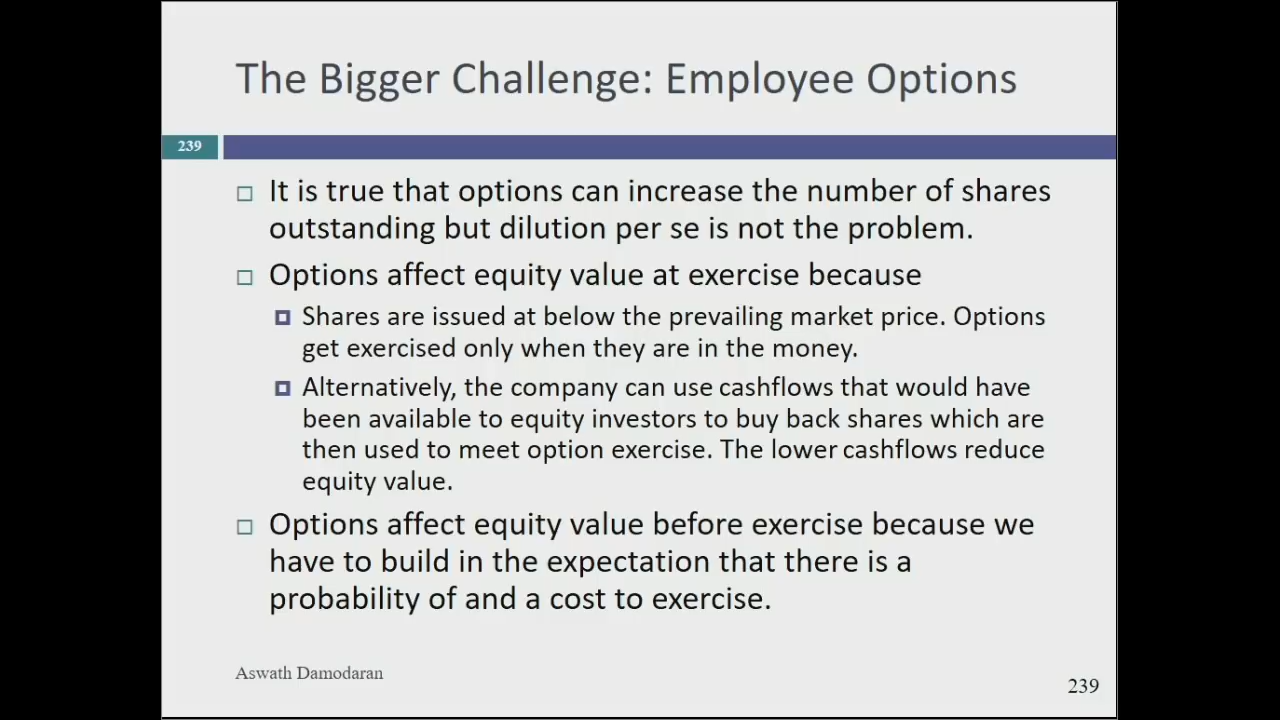 The Bigger Challenge: Employee Options
239
It is true that options can increase the number of shares
outstanding but dilution per se is not the problem.
Options affect equity value at exercise because
Shares are issued at below the prevailing market price. Options
get exercised only when they are in the money.
Alternatively, the company can use cashflows that would have
been available to equity investors to buy back shares which are
then used to meet option exercise. The lower cashflows reduce
equity value.
Options affect equity value before exercise because we
have to build in the expectation that there is a
probability of and a cost to exercise.
Aswath Damodaran
239